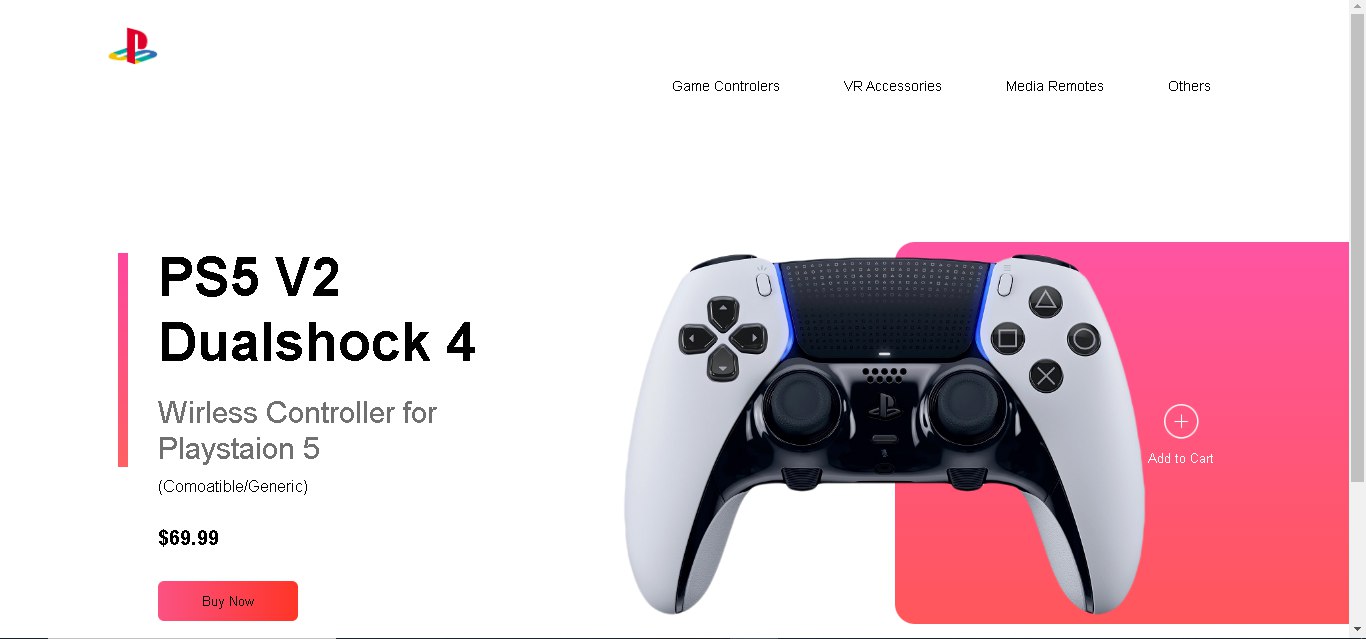 Game Controlers
VR Accessories
Media Remotes
Others
PS5 V2
Dualshock 4
Wirless Controller for
Playstaion 5
(Comoatible/Generic)
$69.99
Buy Now
Add to Cart